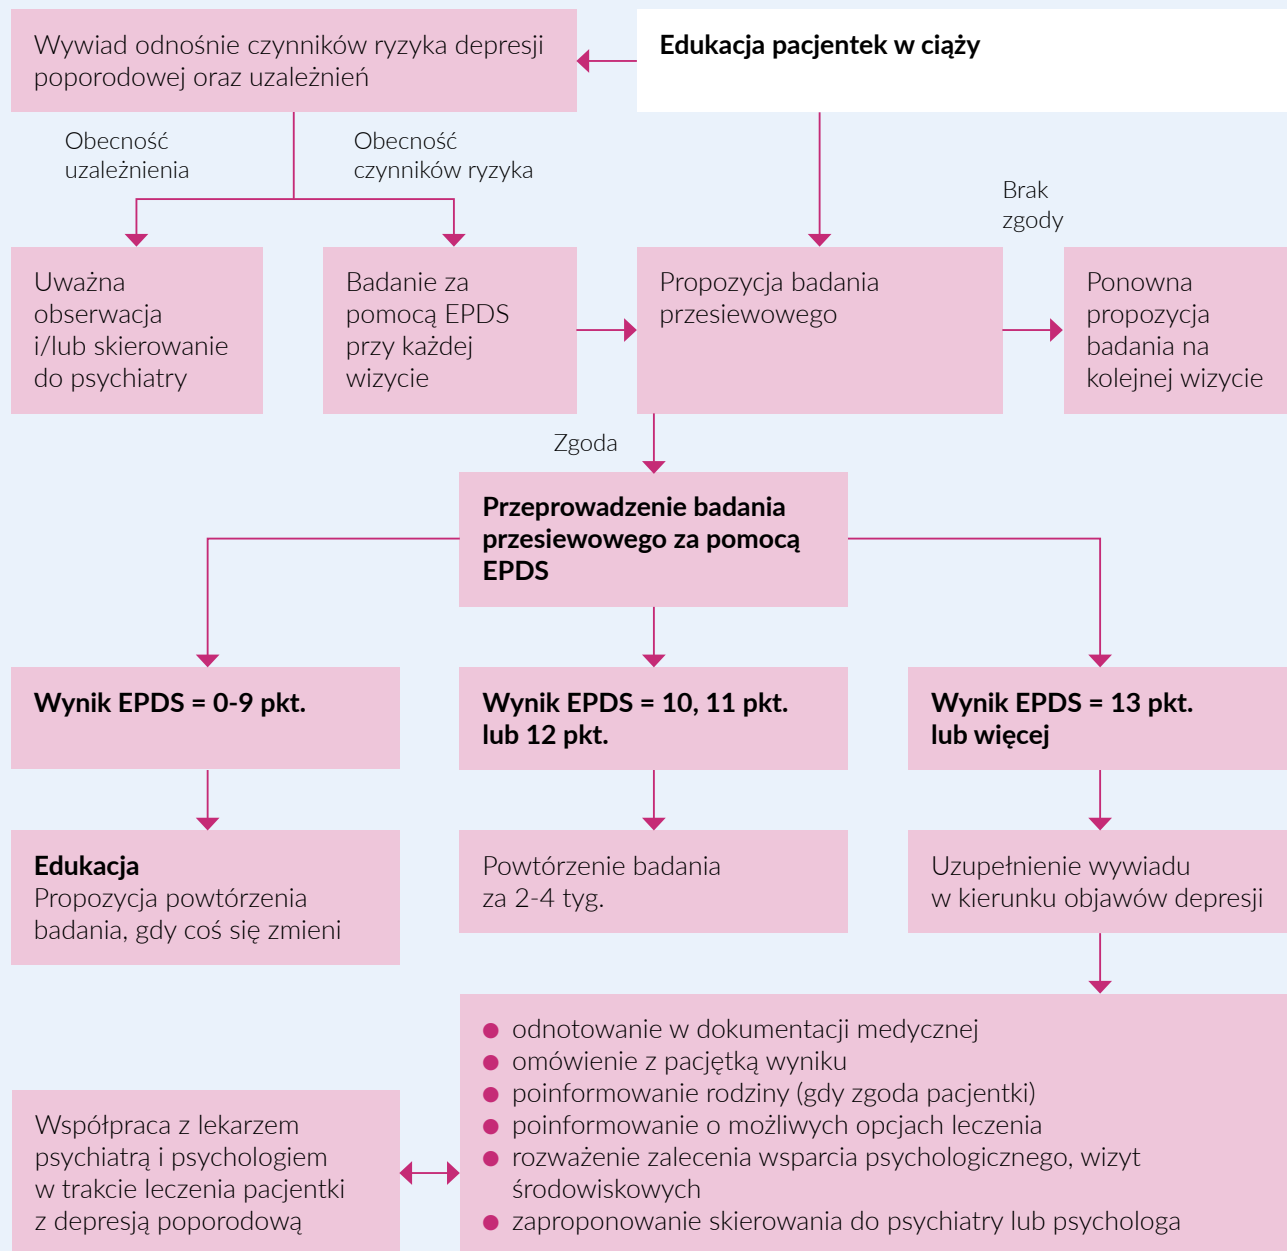 Wywiad odnośnie czynników ryzyka depresji
poporodowej oraz uzależnień
Edukacja pacjentek w ciąży
Obecność
uzależnienia
Obecność
czynników ryzyka
Brak
zgody
Uważna
obserwacja
i/lub skierowanie
do psychiatry
Badanie za
pomocą EPDS
przy każdej
wizycie
Propozycja badania
przesiewowego
Ponowna
propozycja
badania na
kolejnej wizycie
Zgoda
Przeprowadzenie badania
przesiewowego za pomocą
EPDS
Wynik EPDS = 0-9 pkt.
Wynik EPDS = 10, 11 pkt.
lub 12 pkt.
Wynik EPDS = 13 pkt.
lub więcej
Edukacja
Propozycja powtórzenia
badania, gdy coś się zmieni
Powtórzenie badania
za 2-4 tyg.
Uzupełnienie wywiadu
w kierunku objawów depresji
Współpraca z lekarzem
psychiatrą i psychologiem
w trakcie leczenia pacjentki
z depresją poporodową
● odnotowanie w dokumentacji medycznej
● omówienie z pacjętką wyniku
● poinformowanie rodziny (gdy zgoda pacjentki)
● poinformowanie o możliwych opcjach leczenia
● rozważenie zalecenia wsparcia psychologicznego, wizyt
środowiskowych
● zaproponowanie skierowania do psychiatry lub psychologa